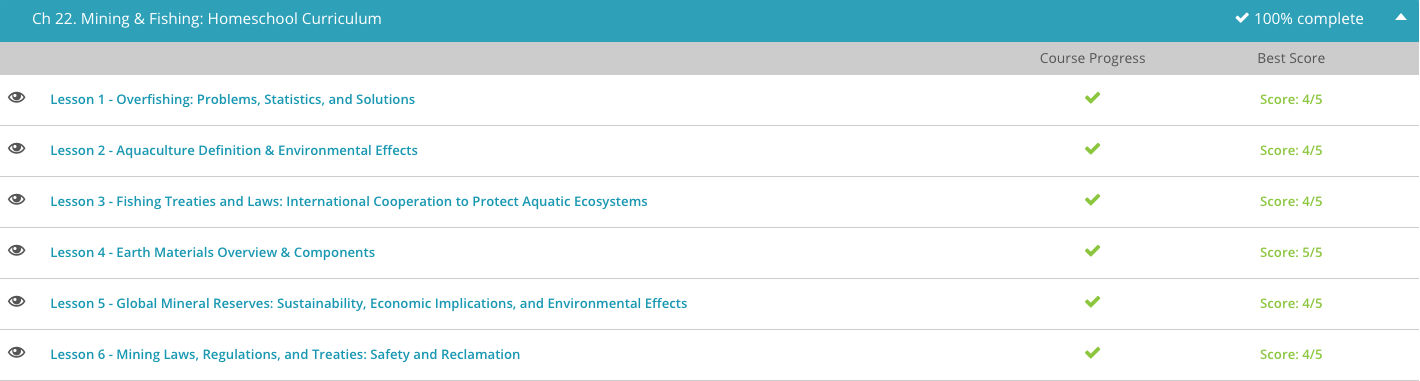 Ch 22. Mining & Fishing: Homeschool Curriculum 100% complete
Course Progress Best Score
Lesson 1 - Overfishing: Problems, Statistics, and Solutions Score: 4/5
Lesson 2 - Aquaculture Definition & Environmental Effects Score: 4/5
Lesson 3 - Fishing Treaties and Laws: International Cooperation to Protect Aquatic Ecosystems Score: 4/5
Lesson 4 - Earth Materials Overview & Components Score: 5/5
Lesson 5 - Global Mineral Reserves: Sustainability, Economic Implications, and Environmental Effects Score: 4/5
Lesson 6 - Mining Laws, Regulations, and Treaties: Safety and Reclamation Score: 4/5